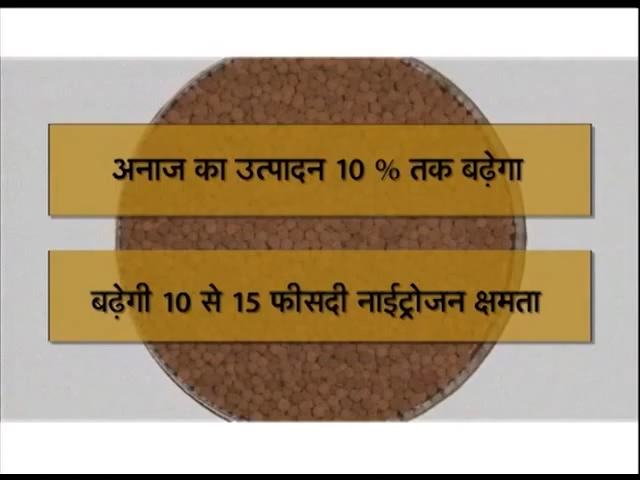 अनाज का उत्पादन 10 % तक बढ़ेगा
बढ़ेगी 10 से 15 फीसदी नाईट्रोजन क्षमता